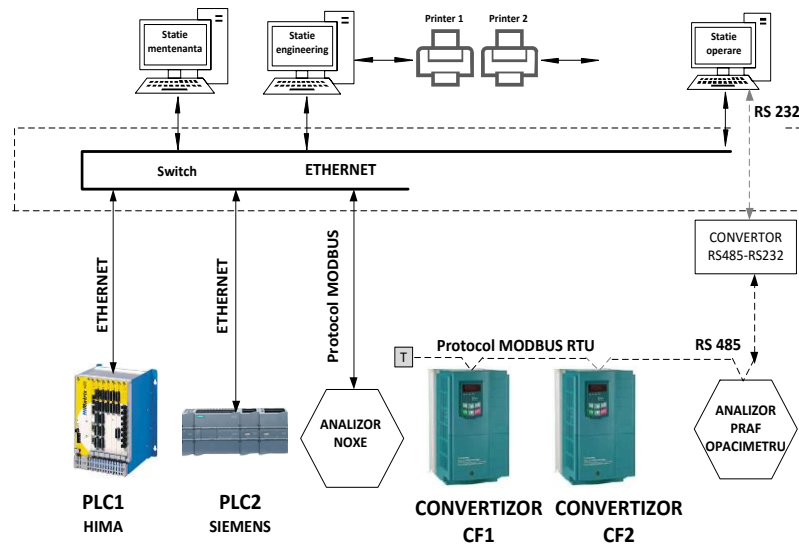 Printer 1
Printer 2
Statie
mentenanta
Statie
engineering
Statie
operare
RS 232
Switch
ETHERNET
CONVERTOR
RS485-RS232
ETHERNET
ETHERNET
Protocol MODBUS
T
Protocol MODBUS RTU
RS 485
ANALIZOR
NOXE
ANALIZOR
PRAF
OPACIMETRU
PLC1
HIMA
PLC2
SIEMENS
CONVERTIZOR
CF1
CONVERTIZOR
CF2